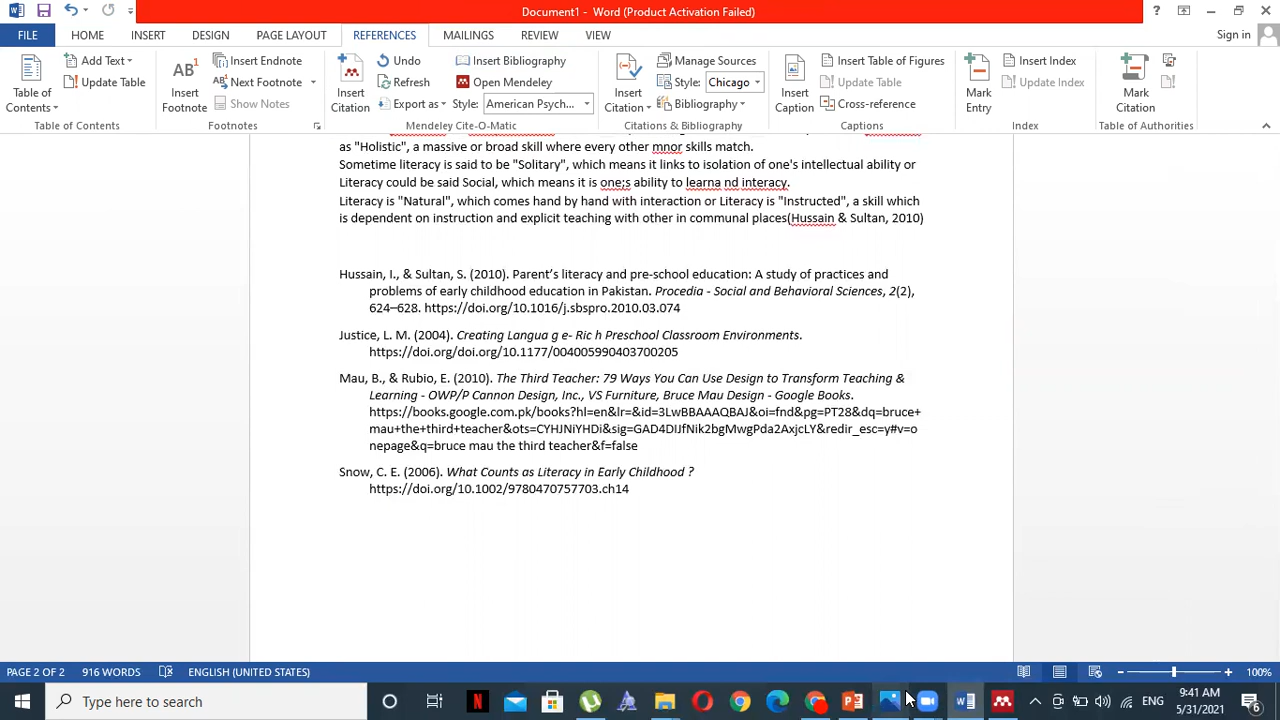 Document1 - Word (Product Activation Failed)
FILE HOME INSERT DESIGN PAGE LAYOUT REFERENCES MAILINGS REVIEW VIEW Sign in
Table of Contents
Add Text
Update Table
Table of Contents
AB1
Insert Footnote
Insert Endnote
Next Footnote
Show Notes
Footnotes
Insert Citation
Undo
Refresh
Export as
Insert Bibliography
Open Mendeley
Style: American Psych...
Mendeley Cite-O-Matic
Insert Citation
Manage Sources
Style: Chicago
Bibliography
Citations & Bibliography
Insert Caption
Insert Table of Figures
Update Table
Cross-reference
Captions
Mark Entry
Insert Index
Update Index
Index
Mark Citation
Table of Authorities
as "Holistic", a massive or broad skill where every other mnor skills match.
Sometime literacy is said to be "Solitary", which means it links to isolation of one's intellectual ability or
Literacy could be said Social, which means it is one;s ability to learna nd interacy.
Literacy is "Natural", which comes hand by hand with interaction or Literacy is "Instructed", a skill which
is dependent on instruction and explicit teaching with other in communal places(Hussain & Sultan, 2010)
Hussain, I., & Sultan, S. (2010). Parent's literacy and pre-school education: A study of practices and
problems of early childhood education in Pakistan. Procedia - Social and Behavioral Sciences, 2(2),
624–628. https://doi.org/10.1016/j.sbspro.2010.03.074
Justice, L. M. (2004). Creating Langua g e- Ric h Preschool Classroom Environments.
https://doi.org/doi.org/10.1177/004005990403700205
Mau, B., & Rubio, E. (2010). The Third Teacher: 79 Ways You Can Use Design to Transform Teaching &
Learning - OWP/P Cannon Design, Inc., VS Furniture, Bruce Mau Design - Google Books.
https://books.google.com.pk/books?hl=en&lr=&id=3LwBBAAAQBAJ&oi=fnd&pg=PT28&dq=bruce+
mau+the+third+teacher&ots=CYHJNiYHDi&sig=GAD4DIJfNik2bgMwgPda2AxjcLY&redir_esc=y#v=o
nepage&q=bruce mau the third teacher&f=false
Snow, C. E. (2006). What Counts as Literacy in Early Childhood ?
https://doi.org/10.1002/9780470757703.ch14
PAGE 2 OF 2 916 WORDS ENGLISH (UNITED STATES) 100%
Type here to search
ENG
9:41 AM
5/31/2021
6